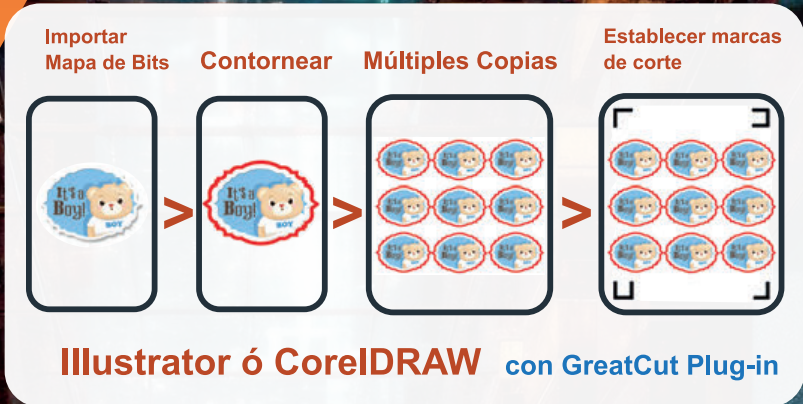 Importar
Mapa de Bits
Contornear
Múltiples Copias
Establecer marcas
de corte
It's a
Boy!
BOY
>
It's a
Boy!
BOY
>
>
Illustrator ó CorelDRAW con GreatCut Plug-in